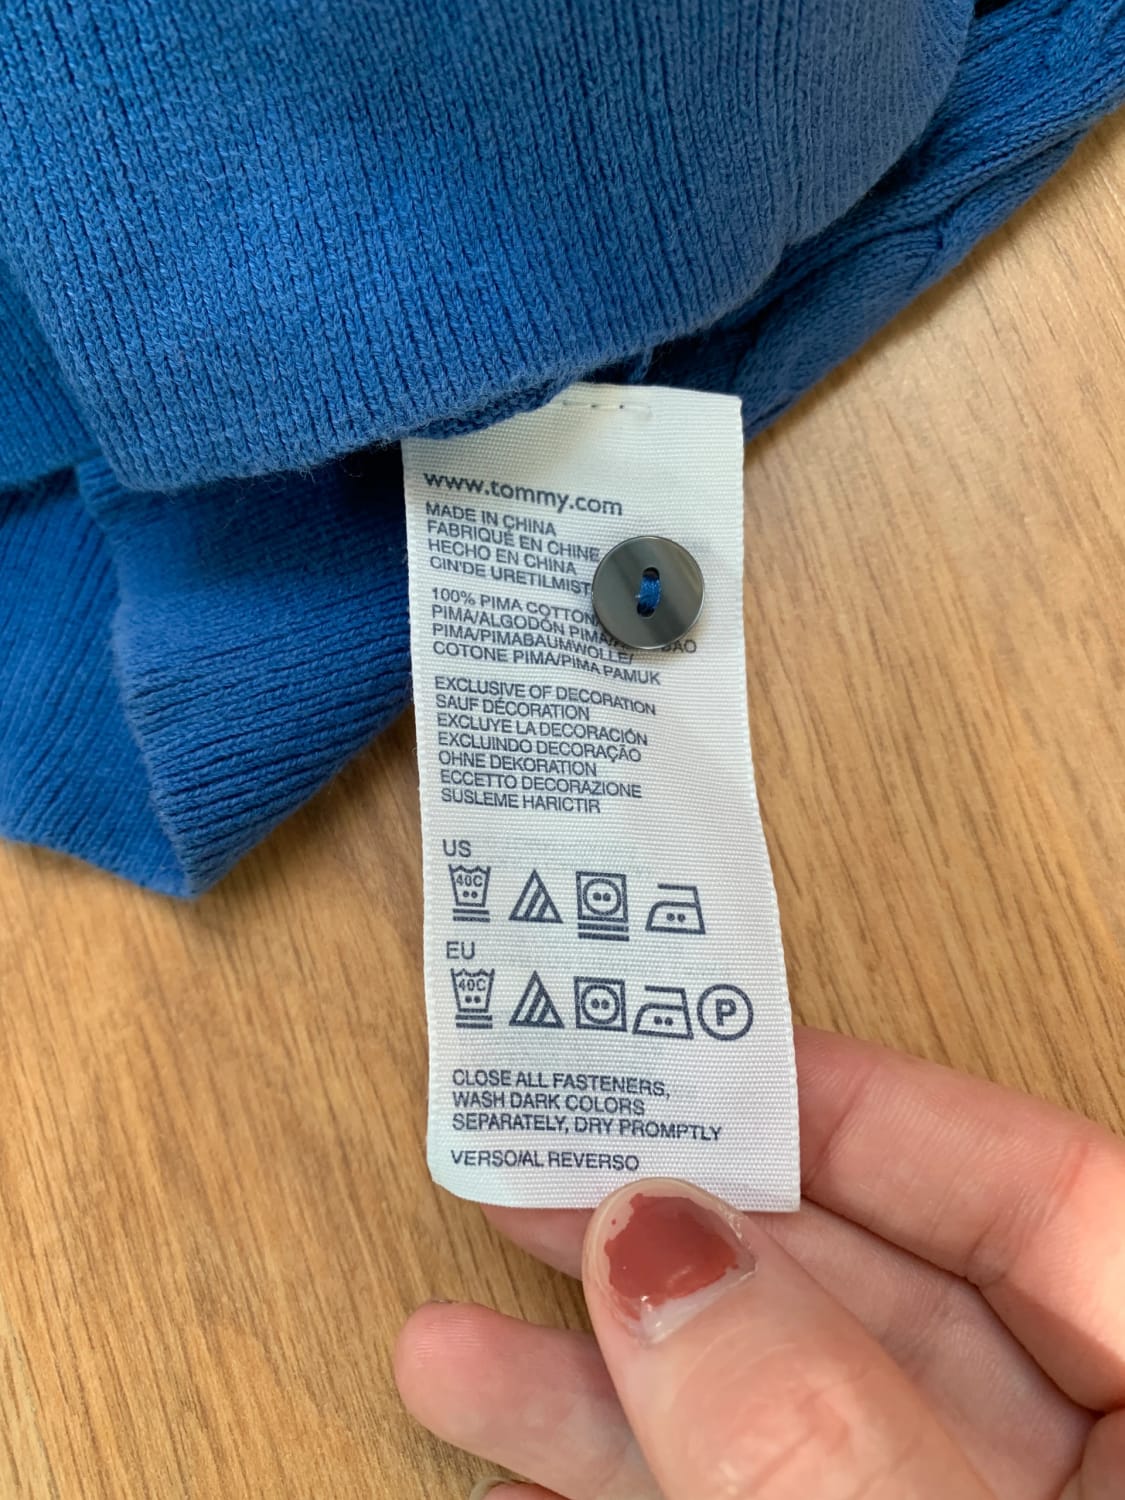 www.tommy.com
MADE IN CHINA
FABRIQUÉ EN CHINE
HECHO EN CHINA
CIN'DE URETILMIST
100% PIMA COTTON
PIMA/ALGODÓN PIMA/
PIMA/PIMABAUMWOLLE/
COTONE PIMA/PIMA PAMUK
EXCLUSIVE OF DECORATION
SAUF DÉCORATION
EXCLUYE LA DECORACIÓN
EXCLUINDO DECORAÇÃO
OHNE DEKORATION
ECCETTO DECORAZIONE
SUSLEME HARICTIR
US
40C
EU
40C P
CLOSE ALL FASTENERS,
WASH DARK COLORS
SEPARATELY, DRY PROMPTLY
VERSO/AL REVERSO